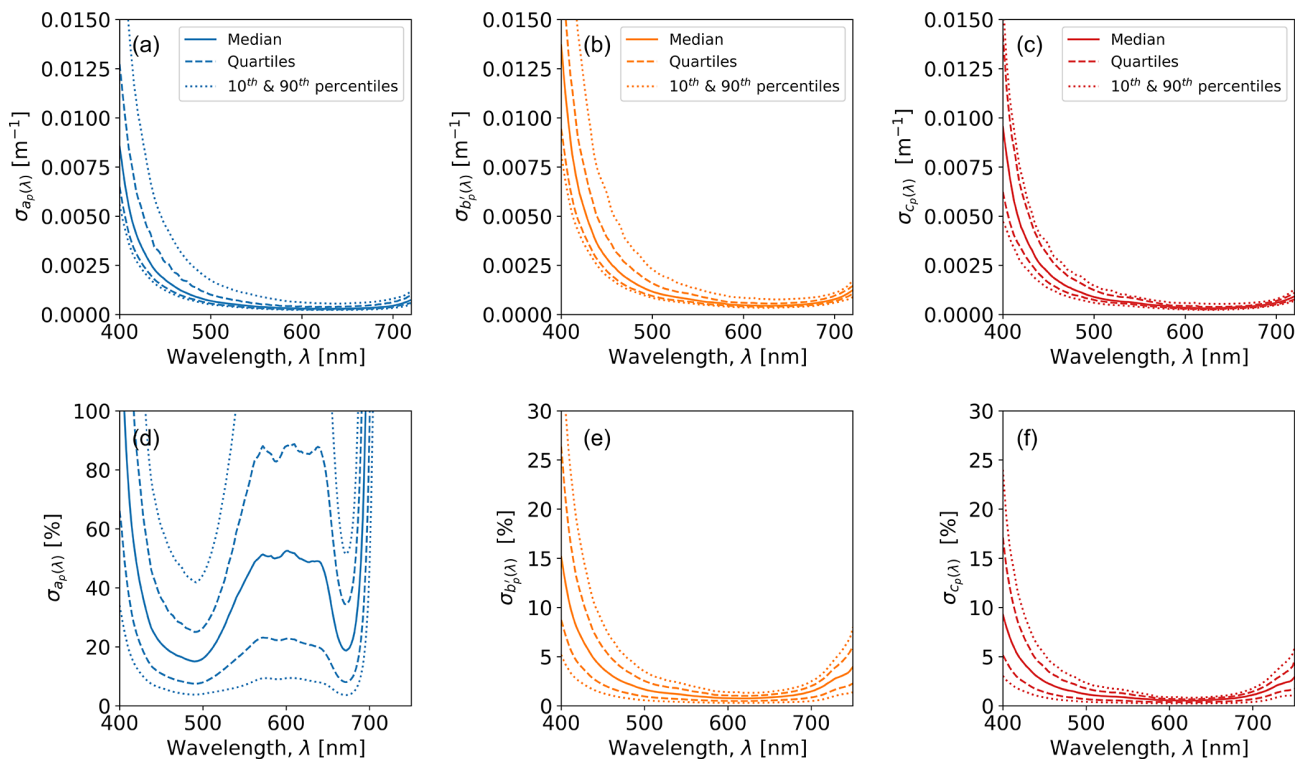 (a)
Median
Quartiles
10th & 90th percentiles
0.0150
0.0125
0.0100
0.0075
0.0050
0.0025
0.0000
σap(λ) [m−1]
400 500 600 700
Wavelength, λ [nm]
(b)
Median
Quartiles
10th & 90th percentiles
0.0150
0.0125
0.0100
0.0075
0.0050
0.0025
0.0000
σb′p(λ) [m−1]
400 500 600 700
Wavelength, λ [nm]
(c)
Median
Quartiles
10th & 90th percentiles
0.0150
0.0125
0.0100
0.0075
0.0050
0.0025
0.0000
σcp(λ) [m−1]
400 500 600 700
Wavelength, λ [nm]
(d)
100
80
60
40
20
0
σap(λ) [%]
400 500 600 700
Wavelength, λ [nm]
(e)
30
25
20
15
10
5
0
σb′p(λ) [%]
400 500 600 700
Wavelength, λ [nm]
(f)
30
25
20
15
10
5
0
σcp(λ) [%]
400 500 600 700
Wavelength, λ [nm]